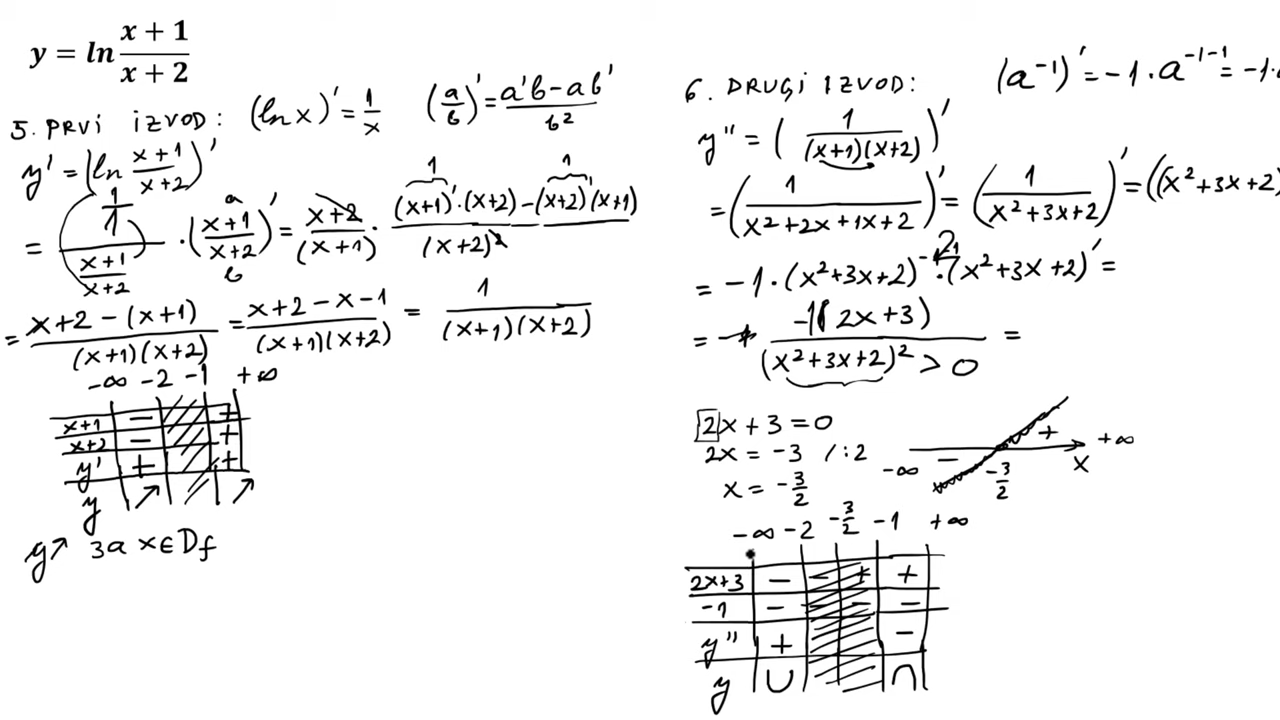 y = ln (x + 1)/(x + 2)
5. PRVI IZVOD: (ln x)' = 1/x (a/b)' = (a'b − ab')/b²
y' = (ln (x+1)/(x+2))'
= 1/((x+1)/(x+2)) · ((x+1)/(x+2))' = (x+2)/(x+1) · ((x+1)'·(x+2) − (x+2)'(x+1))/(x+2)²
= (x+2 − (x+1))/((x+1)(x+2)) = (x+2 − x − 1)/((x+1)(x+2)) = 1/((x+1)(x+2))
−∞ −2 −1 +∞
x+1 − +
x+2 − +
y' + +
y ↗ ↗
y↗ за x ∈ Df
6. DRUGI IZVOD: (a⁻¹)' = −1 · a⁻¹⁻¹ = −1·
y'' = (1/((x+1)(x+2)))'
= (1/(x²+2x+1x+2))' = (1/(x²+3x+2))' = ((x²+3x+2)
= −1 · (x²+3x+2)⁻² · (x²+3x+2)' =
= −1(2x+3)/(x²+3x+2)² > 0 =
2x + 3 = 0
2x = −3 /:2
x = −3/2
−∞ − −3/2 + x +∞
−∞ −2 −3/2 −1 +∞
2x+3 − − + +
−1 − − − −
y'' + −
y ∪ ∩